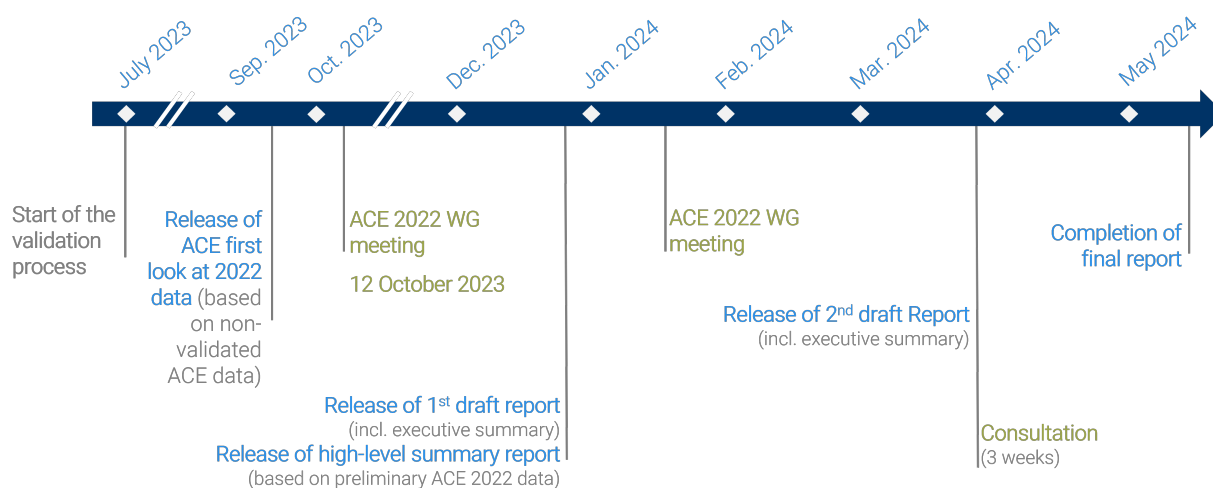 July 2023
Sep. 2023
Oct. 2023
Dec. 2023
Jan. 2024
Feb. 2024
Mar. 2024
Apr. 2024
May 2024
Start of the
validation
process
Release of
ACE first
look at 2022
data (based
on non-
validated
ACE data)
ACE 2022 WG
meeting
12 October 2023
Release of 1st draft report
(incl. executive summary)
Release of high-level summary report
(based on preliminary ACE 2022 data)
ACE 2022 WG
meeting
Release of 2nd draft Report
(incl. executive summary)
Consultation
(3 weeks)
Completion of
final report